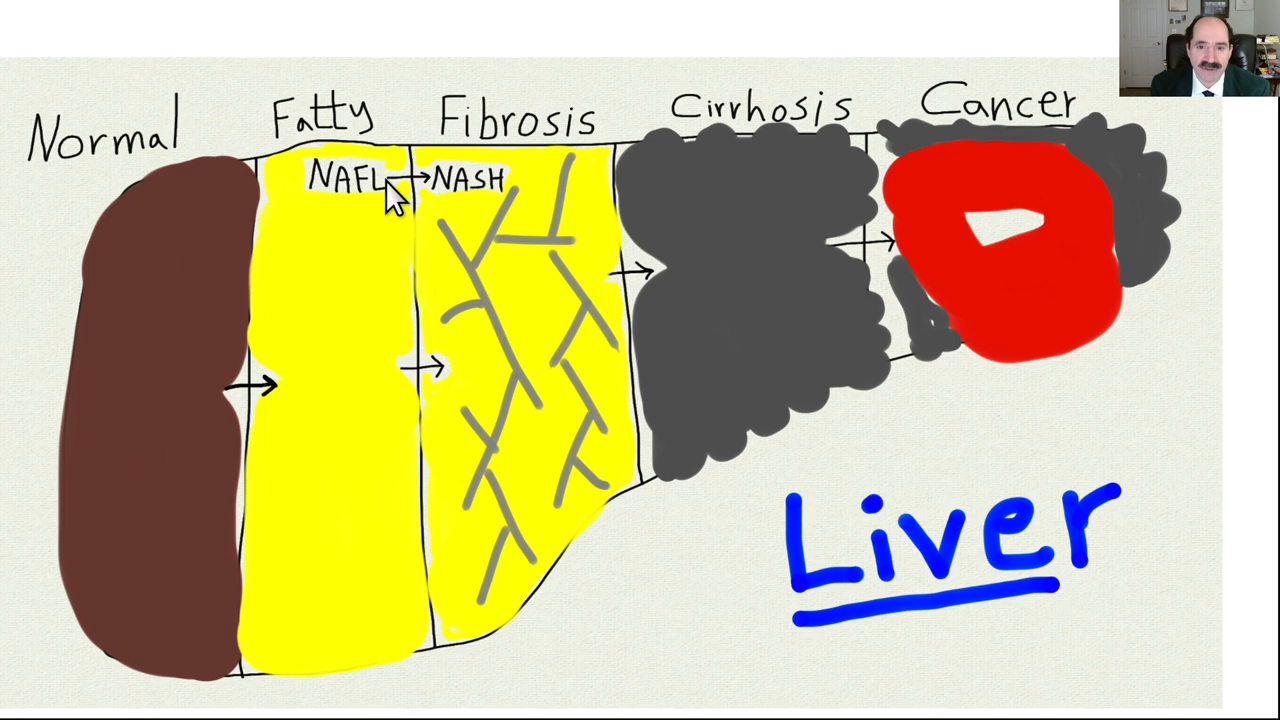 Normal
Fatty
Fibrosis
Cirrhosis
Cancer
NAFL → NASH
Liver